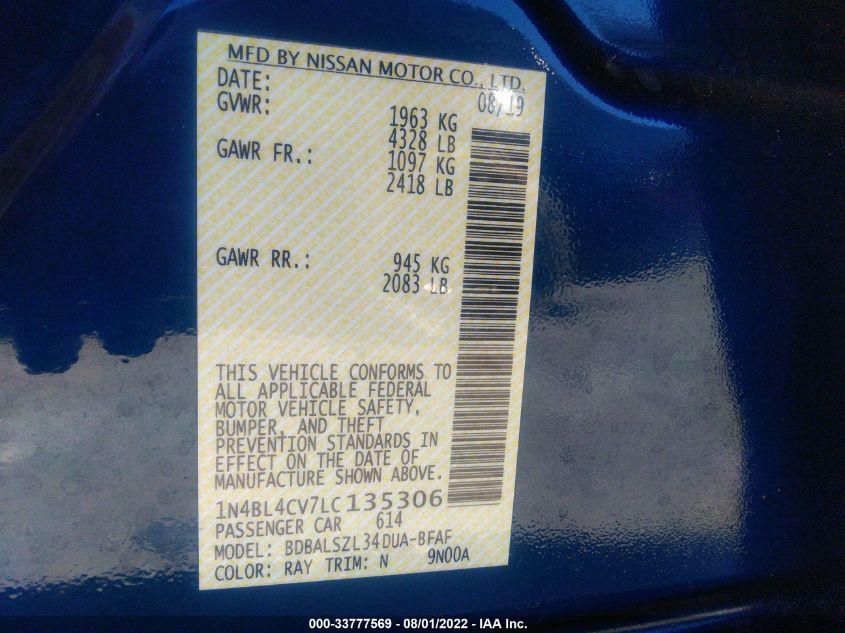 MFD BY NISSAN MOTOR CO., LTD.
DATE: 08/19
GVWR: 1963 KG
4328 LB
GAWR FR.: 1097 KG
2418 LB
GAWR RR.: 945 KG
2083 LB
THIS VEHICLE CONFORMS TO
ALL APPLICABLE FEDERAL
MOTOR VEHICLE SAFETY,
BUMPER, AND THEFT
PREVENTION STANDARDS IN
EFFECT ON THE DATE OF
MANUFACTURE SHOWN ABOVE.
1N4BL4CV7LC135306
PASSENGER CAR 614
MODEL: BDBALSZL34DUA-BFAF
COLOR: RAY TRIM: N 9N00A
000-33777569 - 08/01/2022 - IAA Inc.